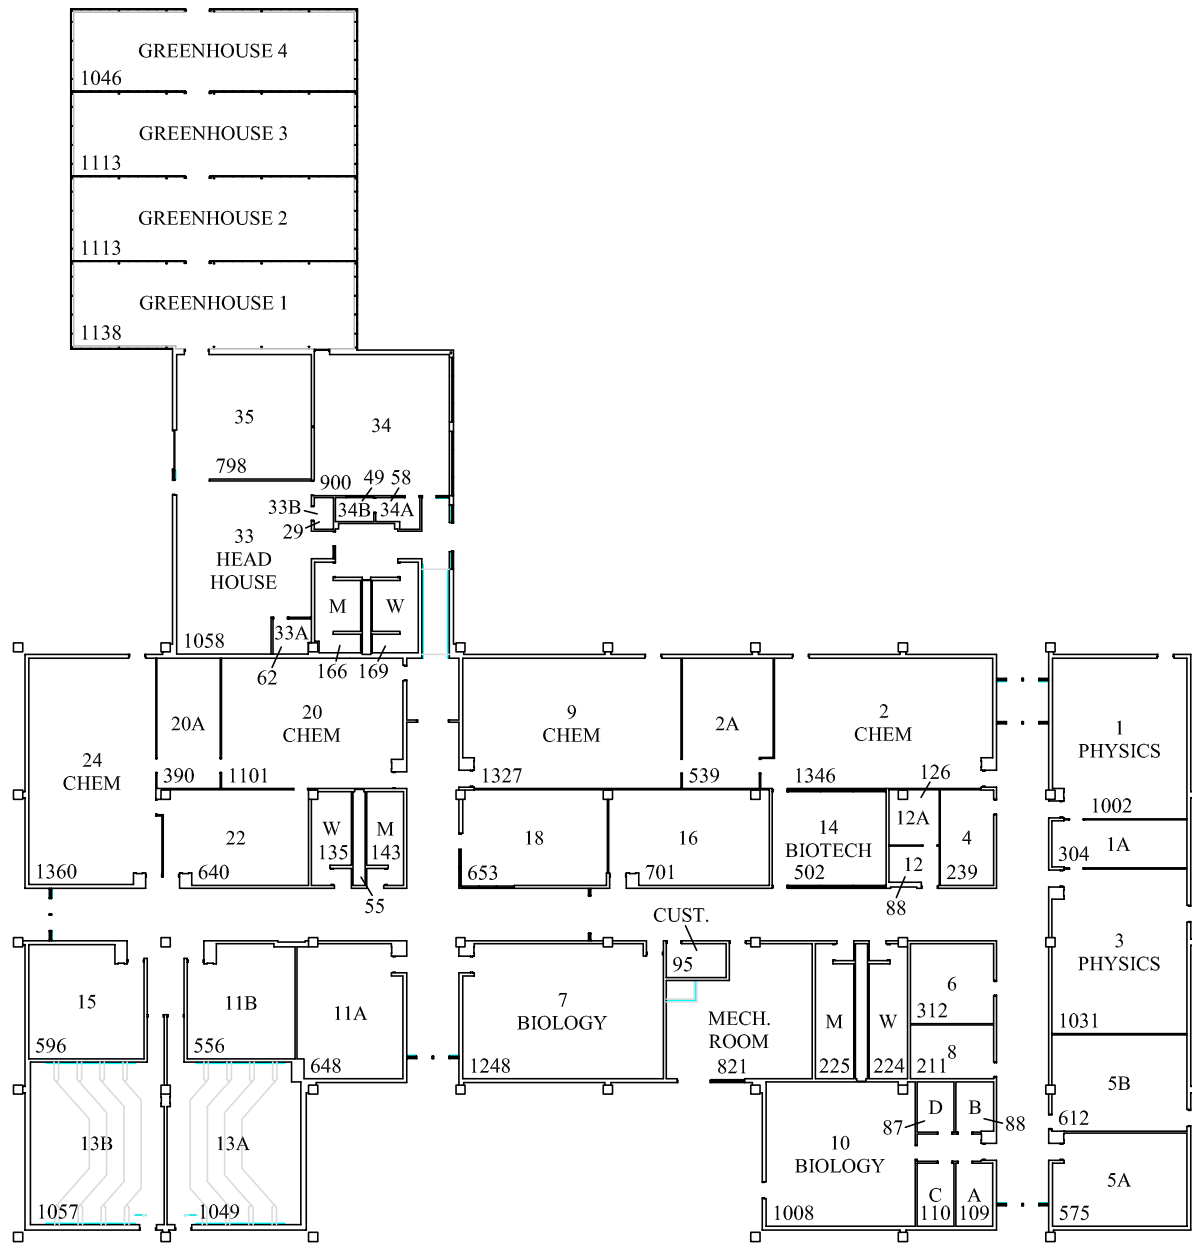 GREENHOUSE 4
1046
GREENHOUSE 3
1113
GREENHOUSE 2
1113
GREENHOUSE 1
1138
35
798
34
900
49 58
34B 34A
33B
29
33
HEAD
HOUSE
1058
33A
62
M
166
W
169
24
CHEM
1360
20A
390
20
CHEM
1101
9
CHEM
1327
2A
539
2
CHEM
1346
126
1
PHYSICS
1002
22
640
W
135
M
143
55
18
653
16
701
14
BIOTECH
502
12A
12
88
4
239
1A
304
CUST.
95
15
596
11B
556
11A
648
7
BIOLOGY
1248
MECH.
ROOM
821
M
225
W
224
6
312
8
211
3
PHYSICS
1031
5B
612
13B
1057
13A
1049
10
BIOLOGY
1008
D
87
B
88
C
110
A
109
5A
575